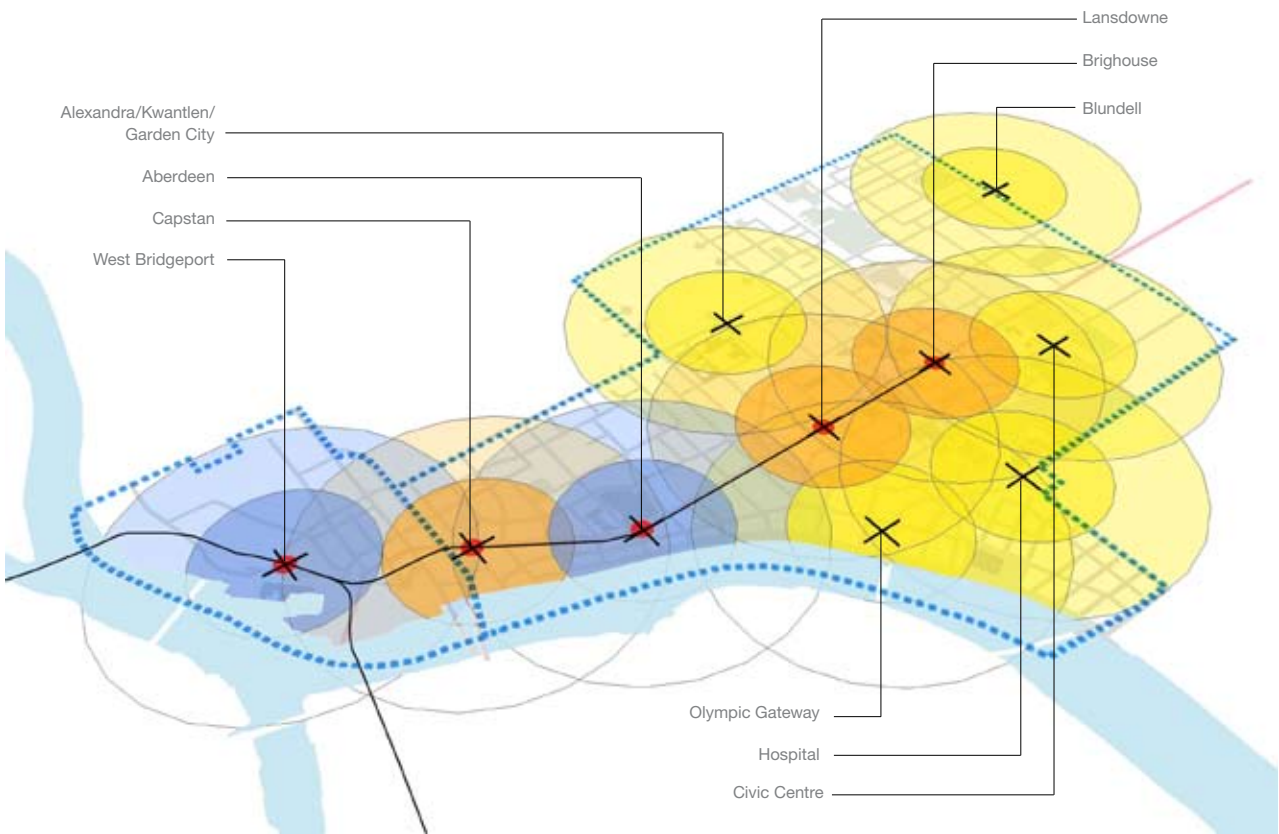 Lansdowne
Brighouse
Blundell
Alexandra/Kwantlen/
Garden City
Aberdeen
Capstan
West Bridgeport
Olympic Gateway
Hospital
Civic Centre